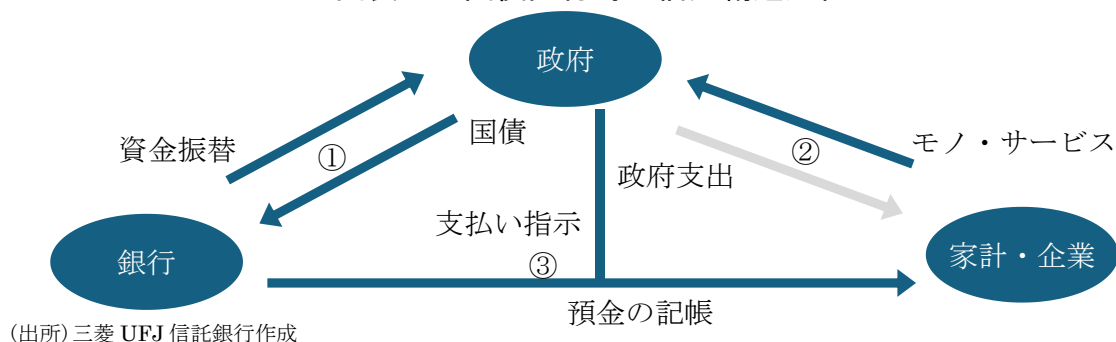 政府
資金振替
①
国債
②
モノ・サービス
政府支出
支払い指示
銀行
③
家計・企業
預金の記帳
(出所)三菱 UFJ 信託銀行作成